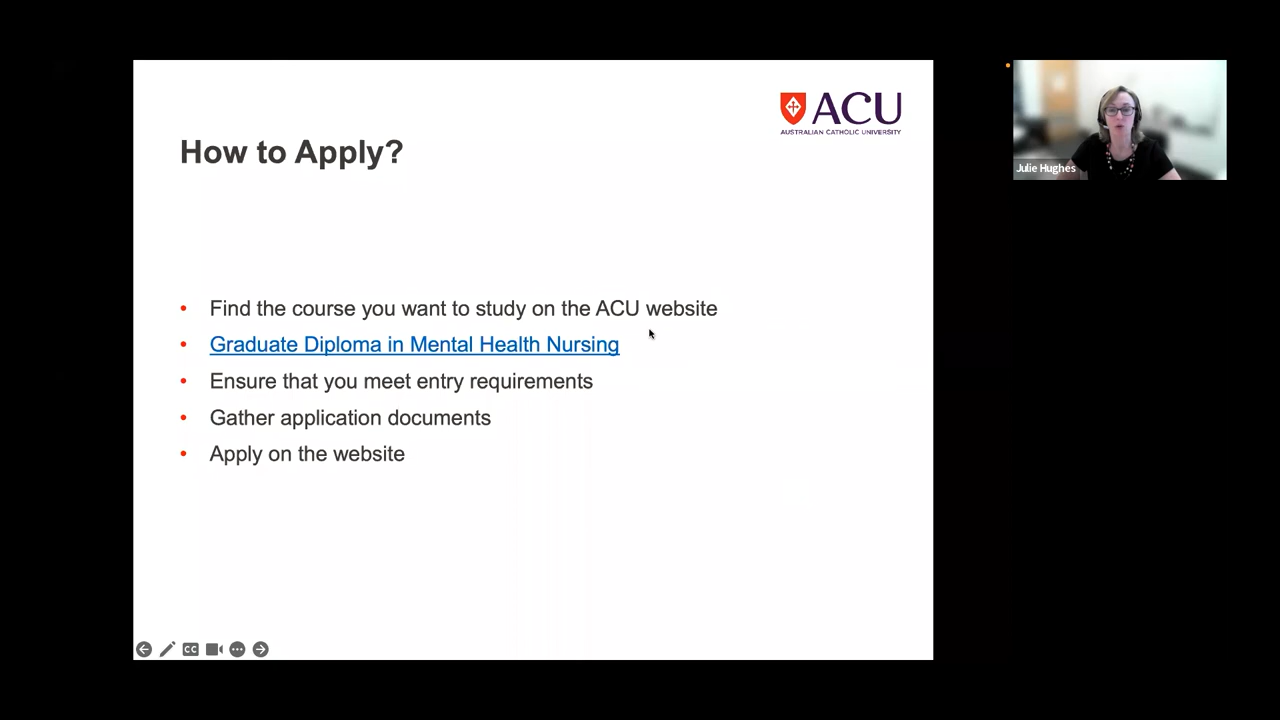 ACU
AUSTRALIAN CATHOLIC UNIVERSITY
How to Apply?
Julie Hughes
• Find the course you want to study on the ACU website
• Graduate Diploma in Mental Health Nursing
• Ensure that you meet entry requirements
• Gather application documents
• Apply on the website
CC